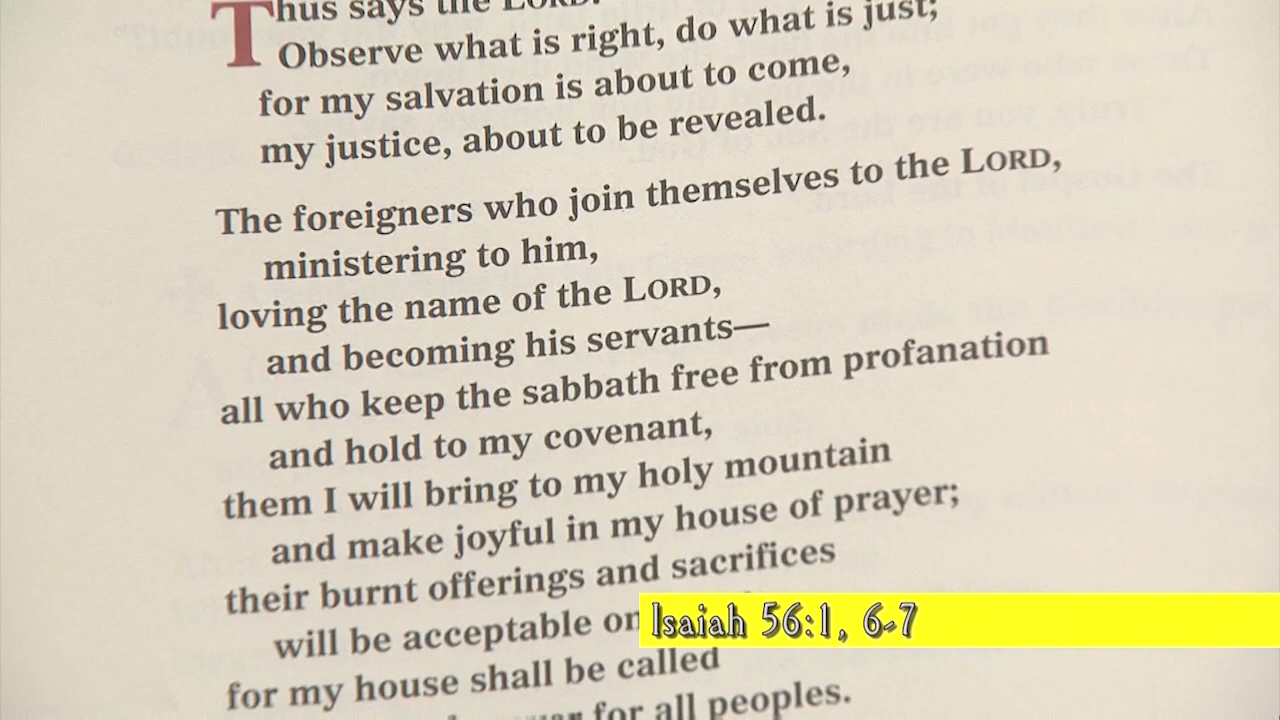 Thus says the LORD:
Observe what is right, do what is just;
for my salvation is about to come,
my justice, about to be revealed.
The foreigners who join themselves to the LORD,
ministering to him,
loving the name of the LORD,
and becoming his servants—
all who keep the sabbath free from profanation
and hold to my covenant,
them I will bring to my holy mountain
and make joyful in my house of prayer;
their burnt offerings and sacrifices
will be acceptable on
Isaiah 56:1, 6-7
for my house shall be called
for all peoples.